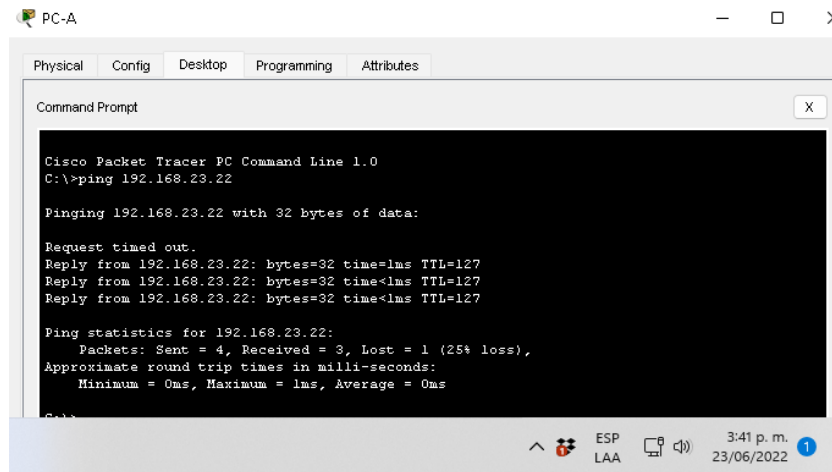 PC-A
Physical Config Desktop Programming Attributes
Command Prompt
X
Cisco Packet Tracer PC Command Line 1.0
C:\>ping 192.168.23.22
Pinging 192.168.23.22 with 32 bytes of data:
Request timed out.
Reply from 192.168.23.22: bytes=32 time=1ms TTL=127
Reply from 192.168.23.22: bytes=32 time<1ms TTL=127
Reply from 192.168.23.22: bytes=32 time<1ms TTL=127
Ping statistics for 192.168.23.22:
Packets: Sent = 4, Received = 3, Lost = 1 (25% loss),
Approximate round trip times in milli-seconds:
Minimum = 0ms, Maximum = 1ms, Average = 0ms
C:\>
ESP
LAA
3:41 p. m.
23/06/2022
1